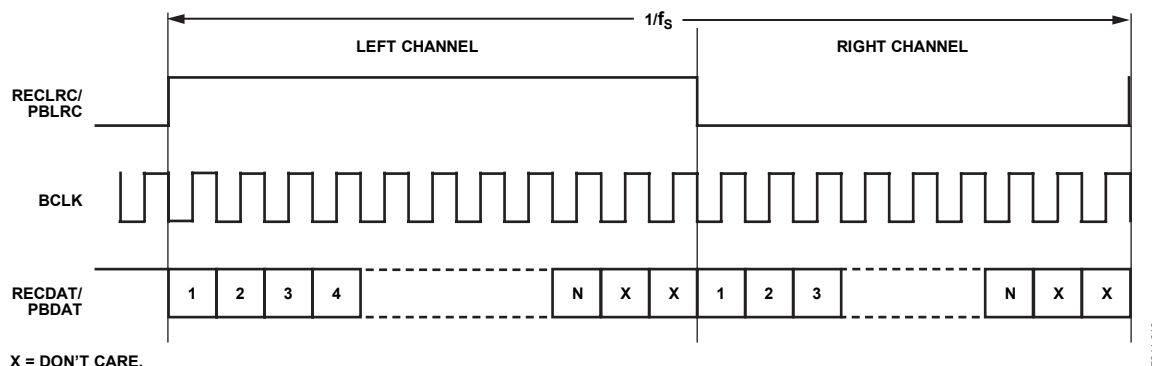 1/fS
LEFT CHANNEL RIGHT CHANNEL
RECLRC/
PBLRC
BCLK
RECDAT/
PBDAT
1 2 3 4 N X X 1 2 3 N X X
X = DON'T CARE.